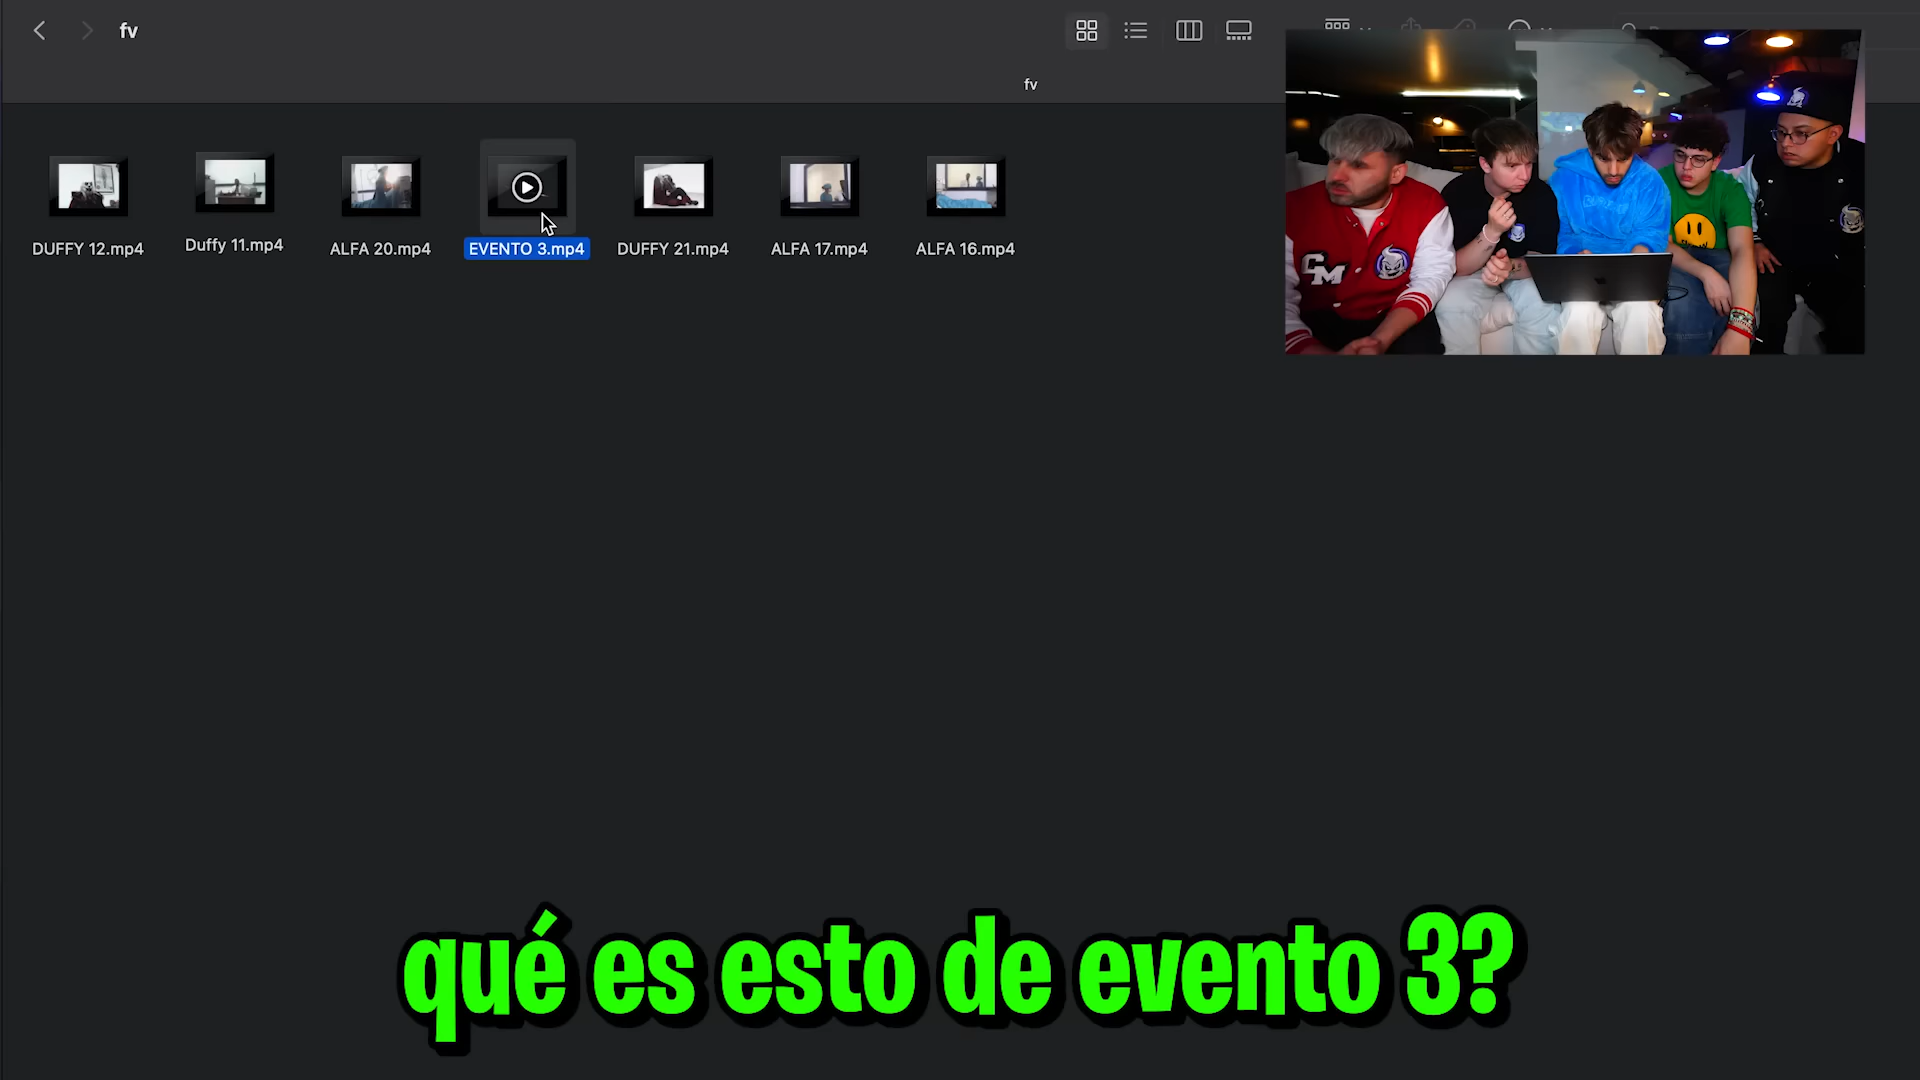 fv
fv
DUFFY 12.mp4
Duffy 11.mp4
ALFA 20.mp4
EVENTO 3.mp4
DUFFY 21.mp4
ALFA 17.mp4
ALFA 16.mp4
CM
qué es esto de evento 3?